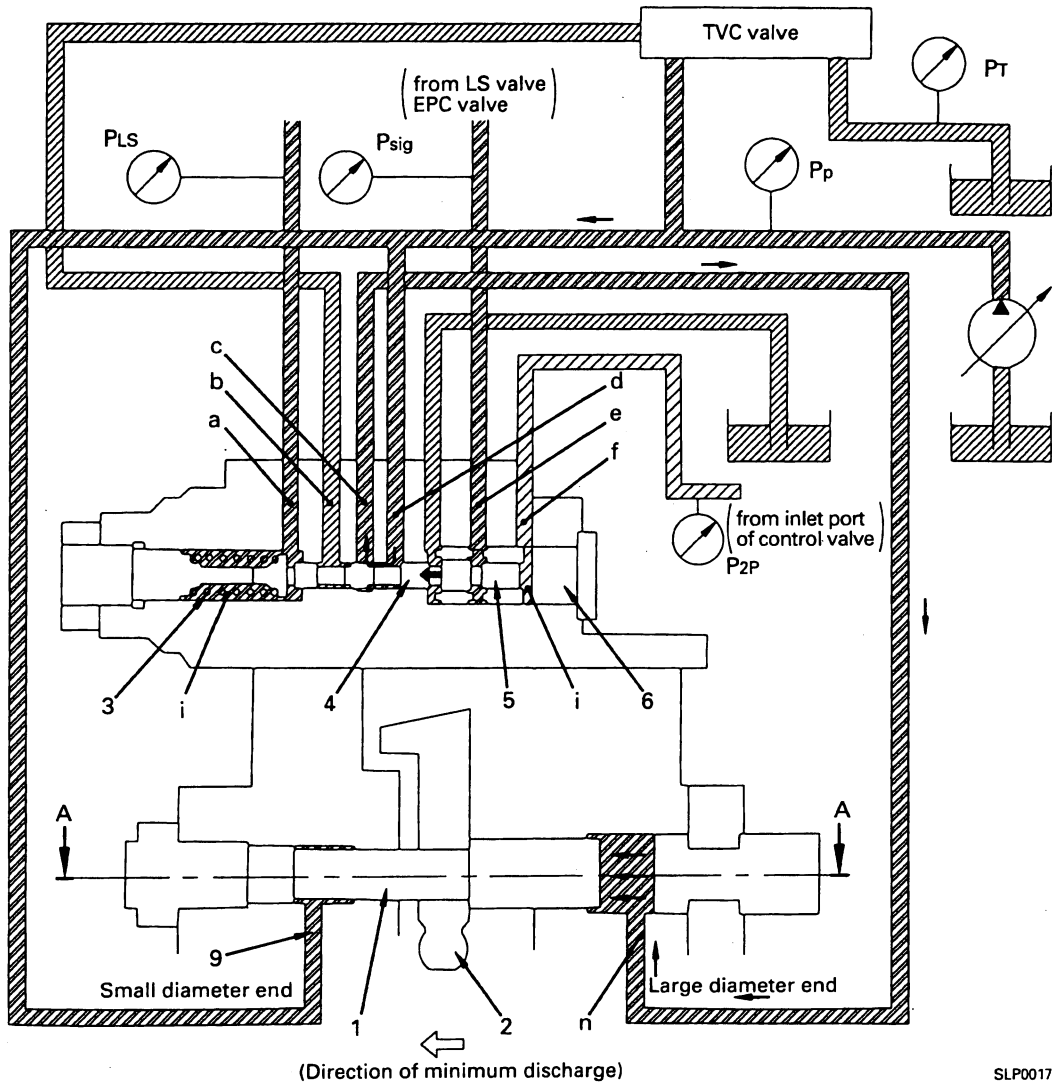 TVC valve
PT
(from LS valve
EPC valve)
PLS
Psig
Pp
c
b
a
d
e
f
(from inlet port
of control valve)
P2P
3
i
4
5
i
6
A
A
9
Small diameter end
1
2
n
Large diameter end
(Direction of minimum discharge)
SLP0017